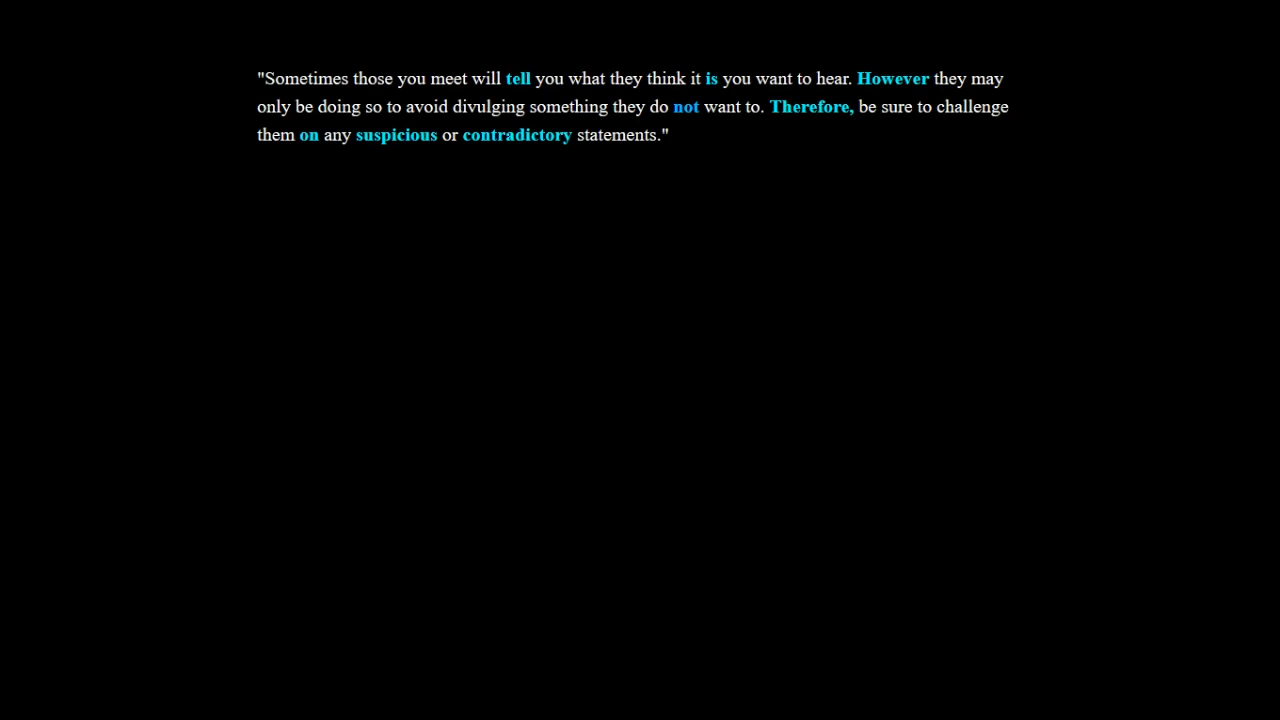 "Sometimes those you meet will tell you what they think it is you want to hear. However they may
only be doing so to avoid divulging something they do not want to. Therefore, be sure to challenge
them on any suspicious or contradictory statements."